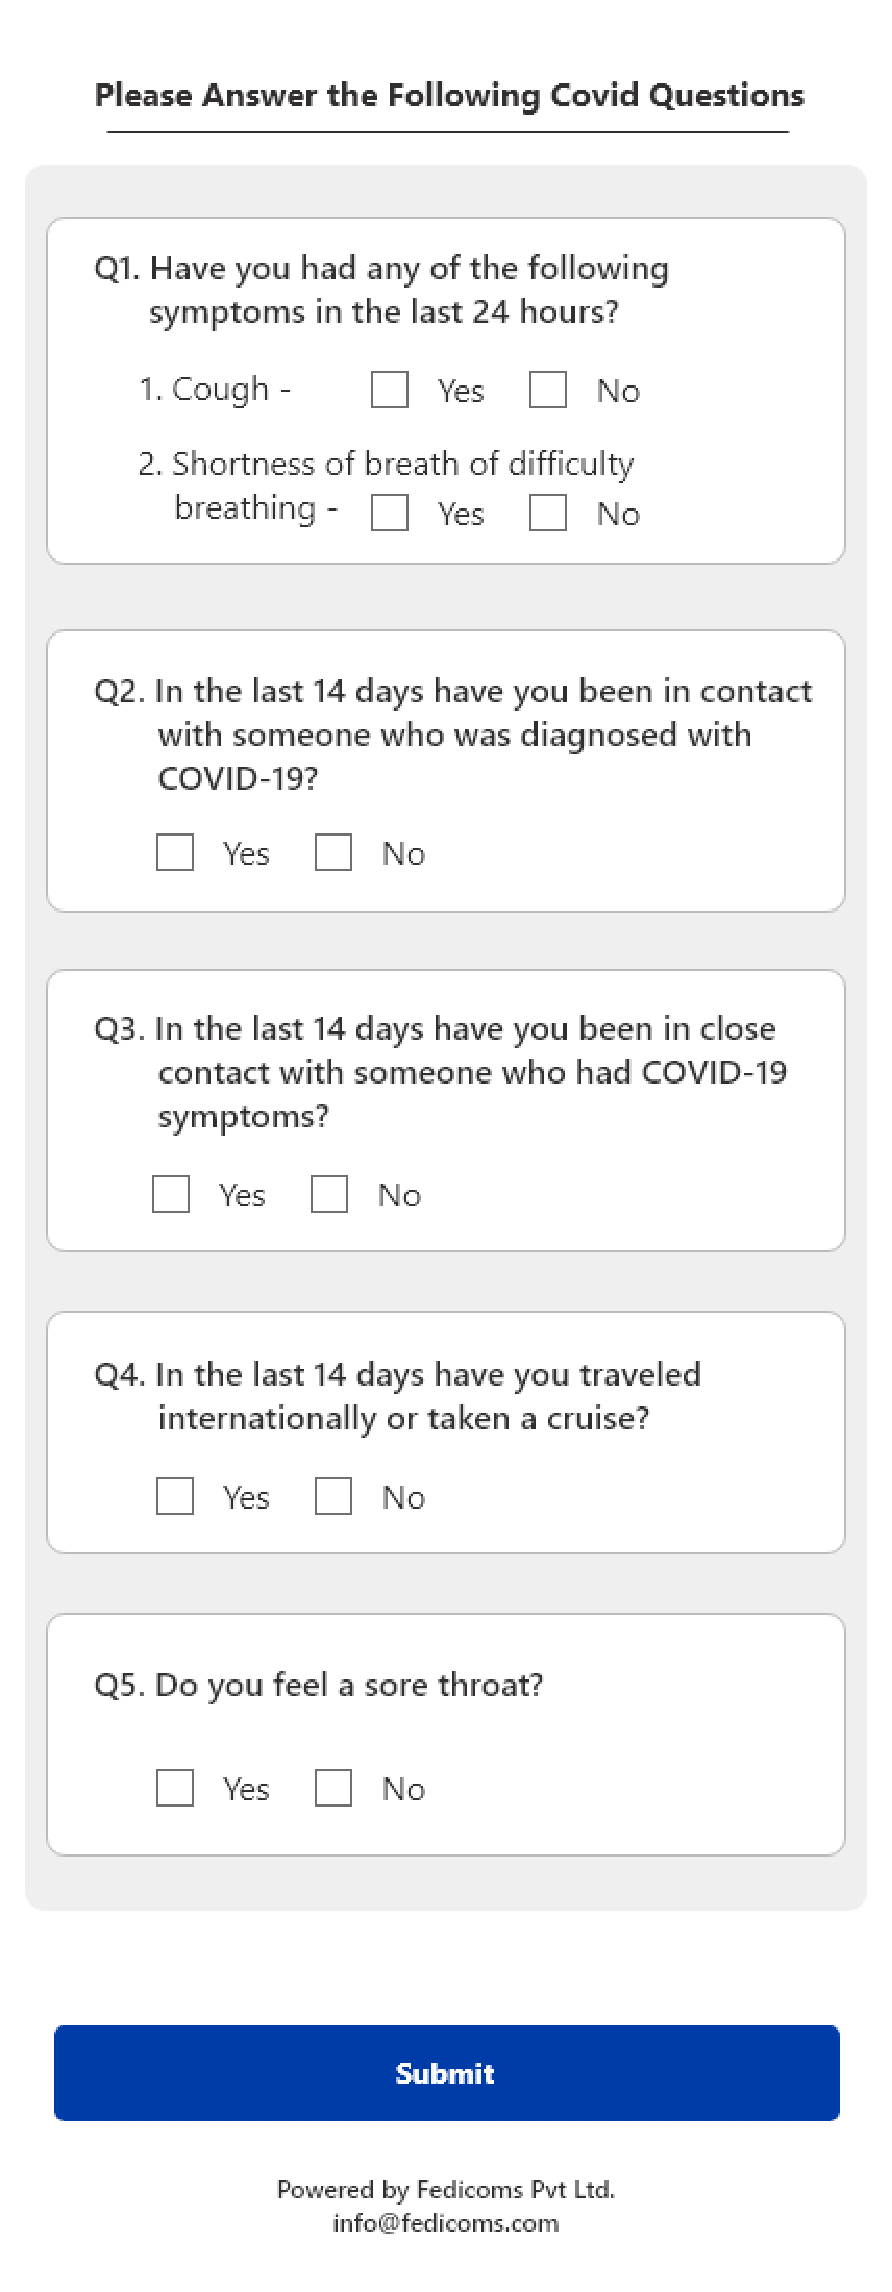 Please Answer the Following Covid Questions
Q1. Have you had any of the following
symptoms in the last 24 hours?
1. Cough - Yes No
2. Shortness of breath of difficulty
breathing - Yes No
Q2. In the last 14 days have you been in contact
with someone who was diagnosed with
COVID-19?
Yes No
Q3. In the last 14 days have you been in close
contact with someone who had COVID-19
symptoms?
Yes No
Q4. In the last 14 days have you traveled
internationally or taken a cruise?
Yes No
Q5. Do you feel a sore throat?
Yes No
Submit
Powered by Fedicoms Pvt Ltd.
info@fedicoms.com